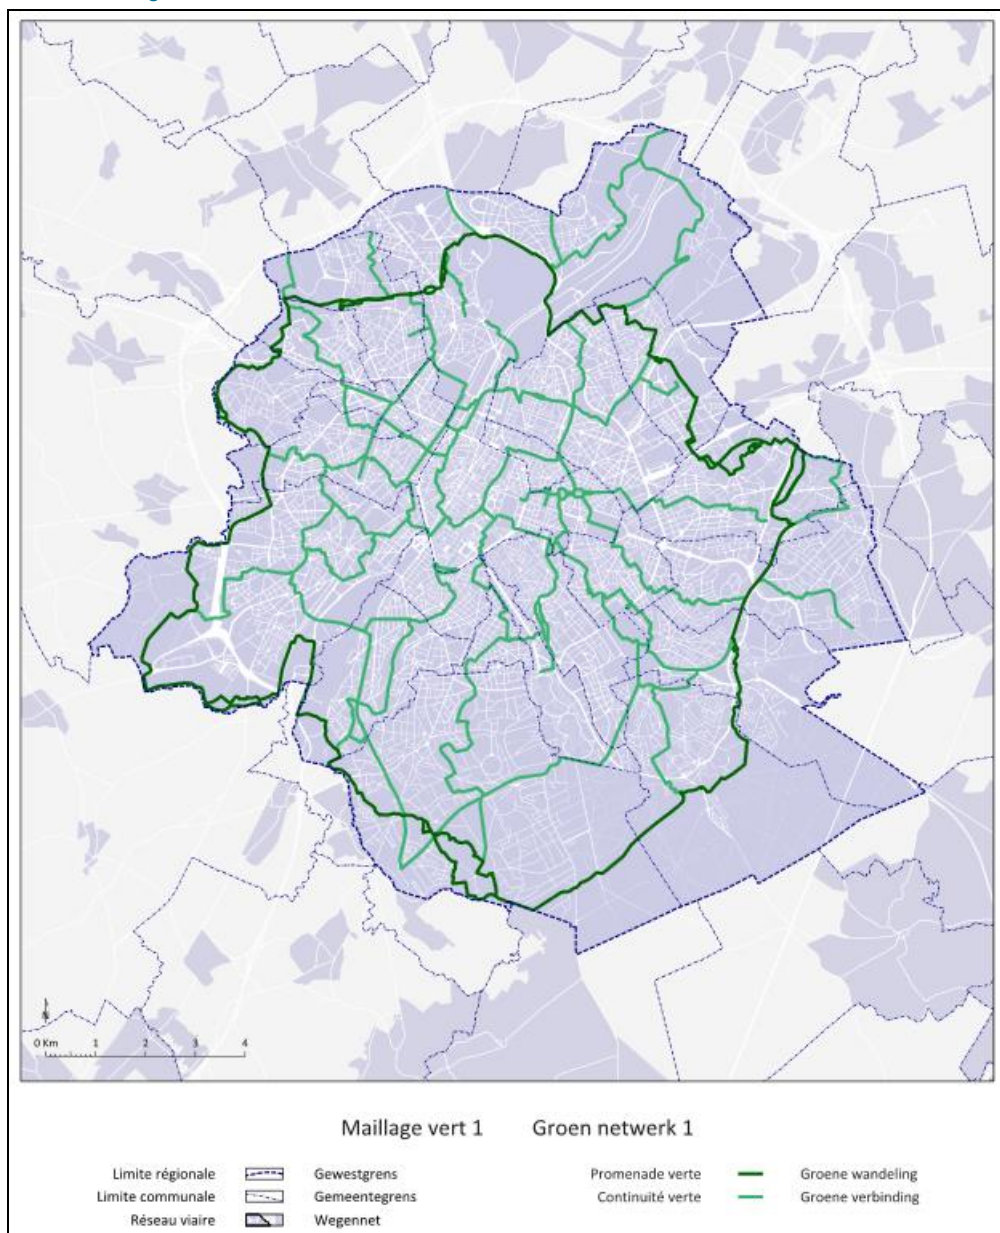 N
0 Km 1 2 3 4
Maillage vert 1 Groen netwerk 1
Limite régionale Gewestgrens Promenade verte Groene wandeling
Limite communale Gemeentegrens Continuité verte Groene verbinding
Réseau viaire Wegennet